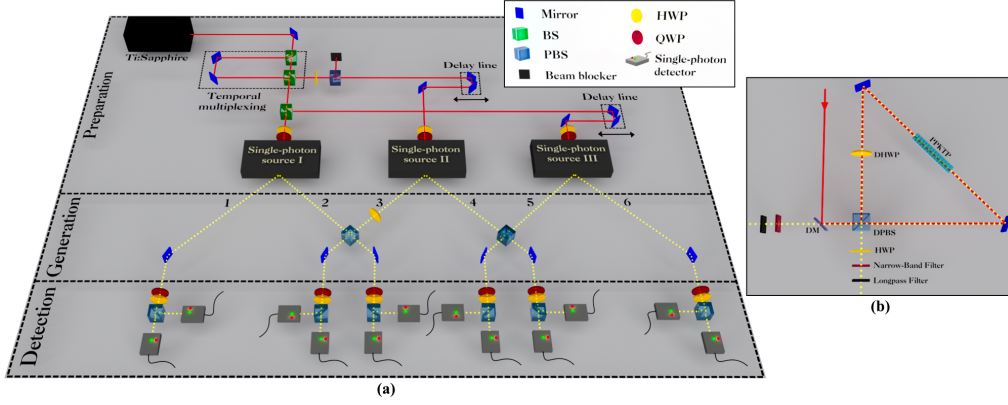 Ti:Sapphire
Temporal
multiplexing
Delay line
Delay line
Preparation
Single-photon
source I
Single-photon
source II
Single-photon
source III
Mirror
BS
PBS
Beam blocker
HWP
QWP
Single-photon
detector
1
2
3
4
5
6
Generation
Detection
(a)
DHWP
PPKTP
DM
DPBS
HWP
Narrow-Band Filter
Longpass Filter
(b)